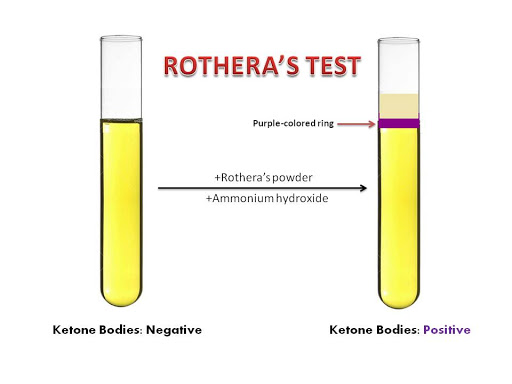 ROTHERA'S TEST
Purple-colored ring
+Rothera's powder
+Ammonium hydroxide
Ketone Bodies: Negative
Ketone Bodies: Positive